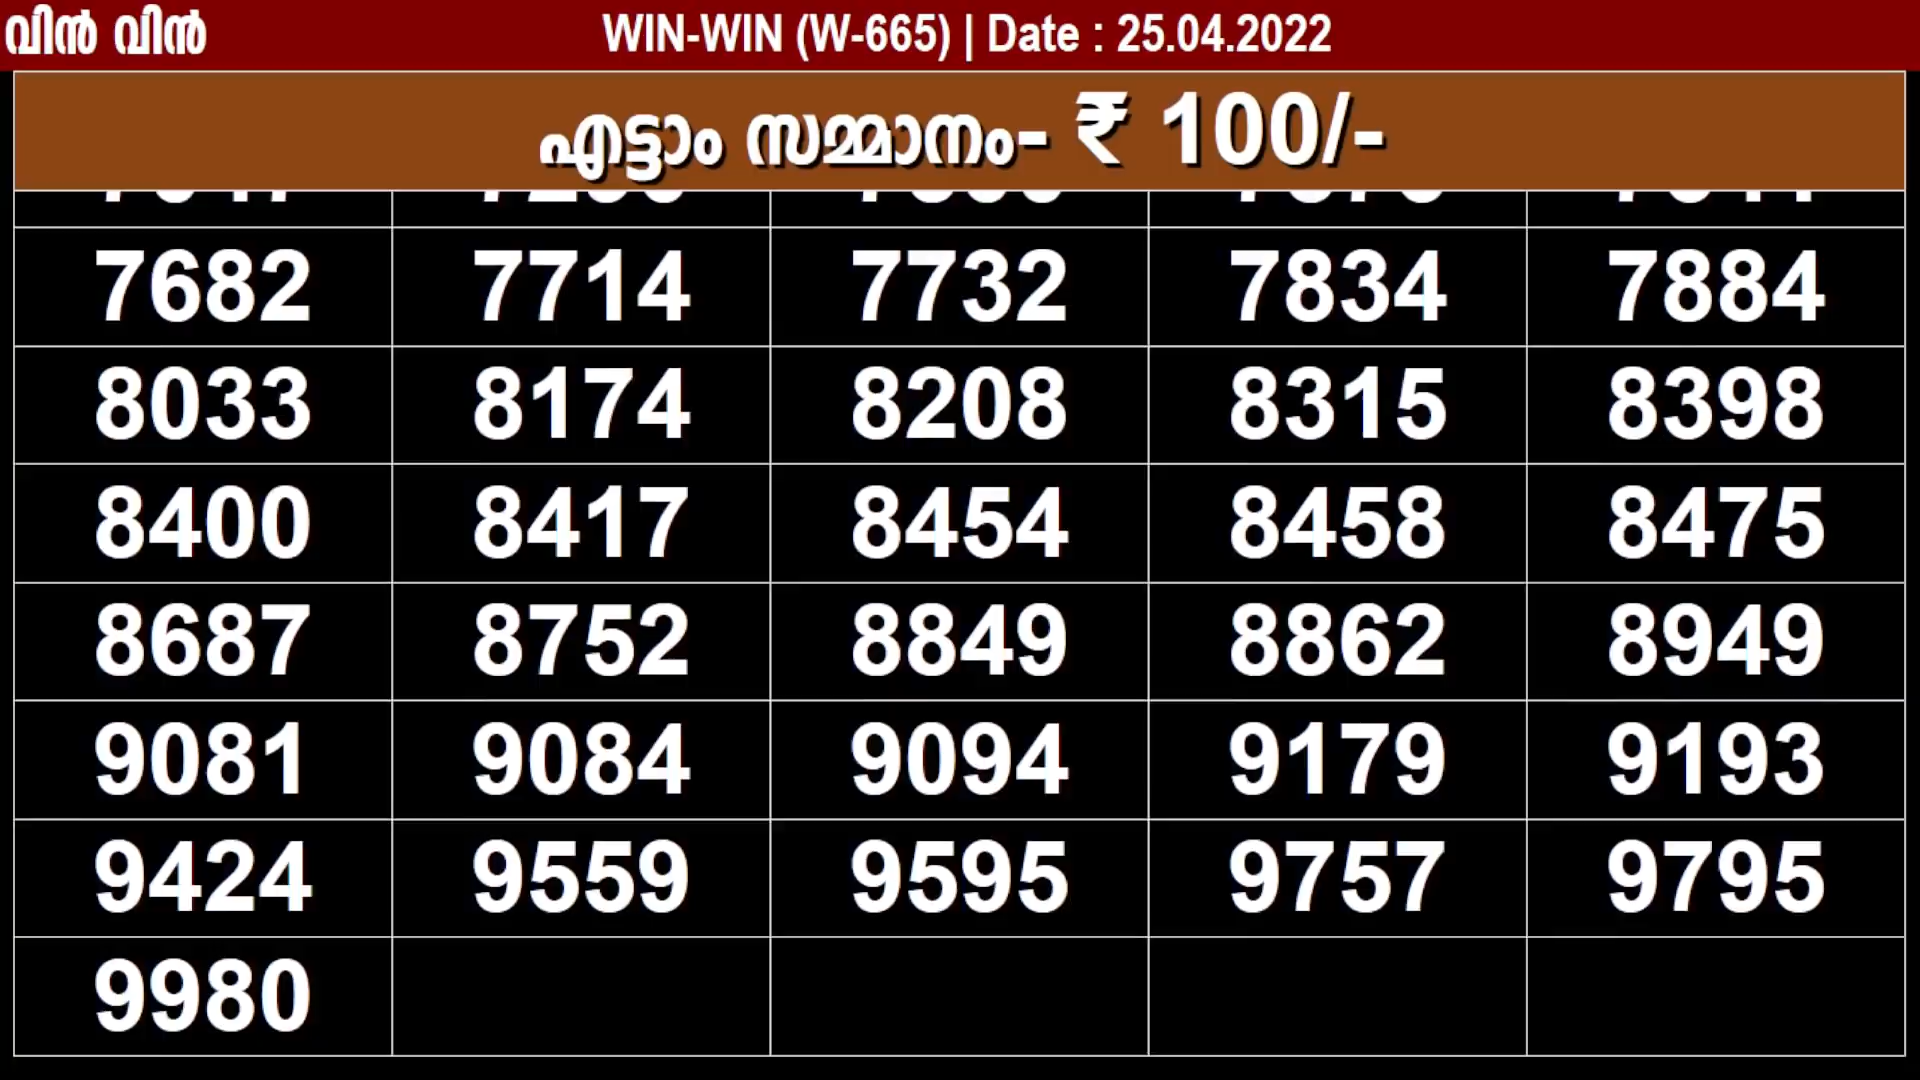 വിൻ വിൻ WIN-WIN (W-665) | Date : 25.04.2022
എട്ടാം സമ്മാനം- ₹ 100/-
7682 7714 7732 7834 7884
8033 8174 8208 8315 8398
8400 8417 8454 8458 8475
8687 8752 8849 8862 8949
9081 9084 9094 9179 9193
9424 9559 9595 9757 9795
9980